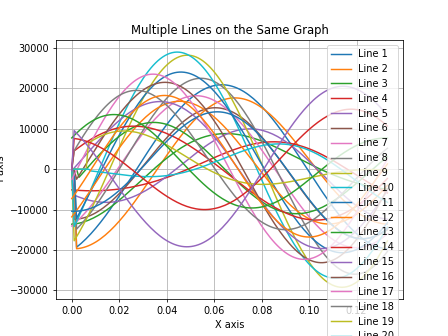 Multiple Lines on the Same Graph
30000
20000
10000
0
−10000
−20000
−30000
0.00 0.02 0.04 0.06 0.08 0.10
X axis
axis
Line 1
Line 2
Line 3
Line 4
Line 5
Line 6
Line 7
Line 8
Line 9
Line 10
Line 11
Line 12
Line 13
Line 14
Line 15
Line 16
Line 17
Line 18
Line 19
Line 20